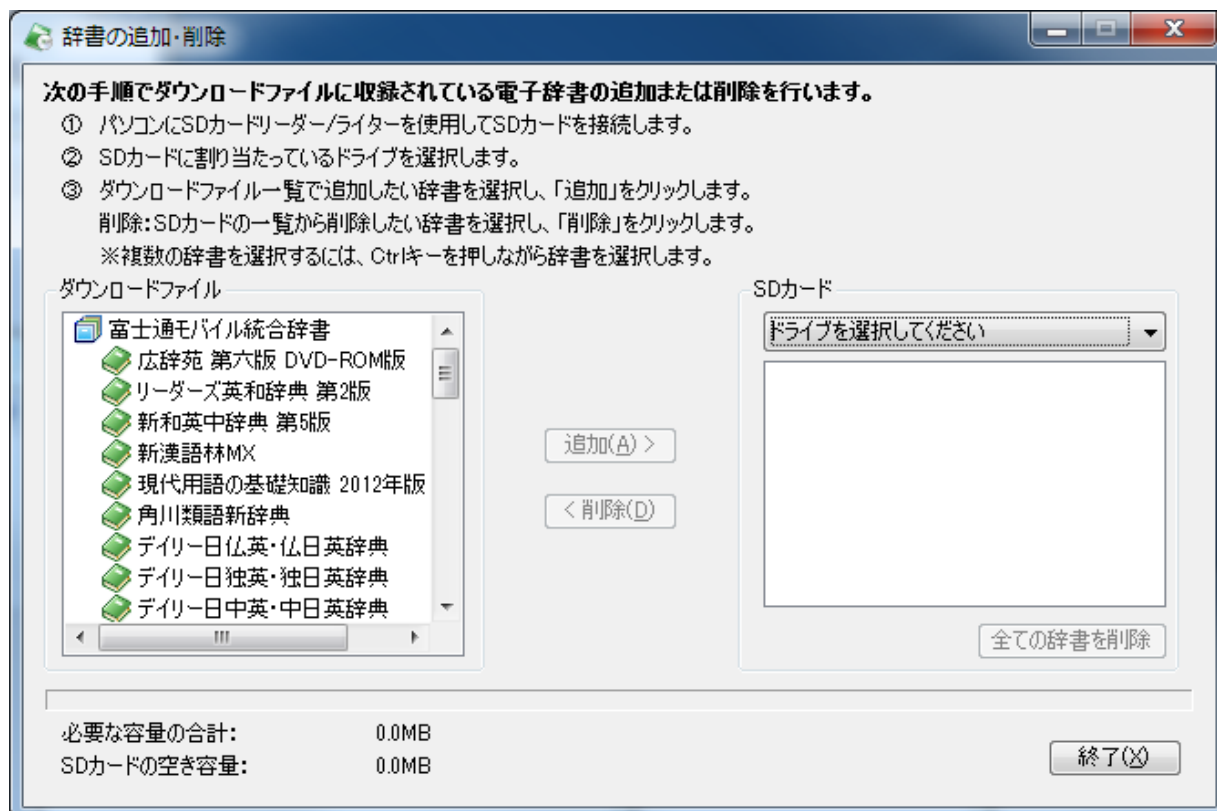 辞書の追加・削除
次の手順でダウンロードファイルに収録されている電子辞書の追加または削除を行います。
① パソコンにSDカードリーダー/ライターを使用してSDカードを接続します。
② SDカードに割り当たっているドライブを選択します。
③ ダウンロードファイル一覧で追加したい辞書を選択し、「追加」をクリックします。
削除:SDカードの一覧から削除したい辞書を選択し、「削除」をクリックします。
※複数の辞書を選択するには、Ctrlキーを押しながら辞書を選択します。
ダウンロードファイル
富士通モバイル統合辞書
広辞苑 第六版 DVD-ROM版
リーダーズ英和辞典 第2版
新和英中辞典 第5版
新漢語林MX
現代用語の基礎知識 2012年版
角川類語新辞典
デイリー日仏英・仏日英辞典
デイリー日独英・独日英辞典
デイリー日中英・中日英辞典
追加(A) >
< 削除(D)
SDカード
ドライブを選択してください
全ての辞書を削除
必要な容量の合計: 0.0MB
SDカードの空き容量: 0.0MB
終了(X)